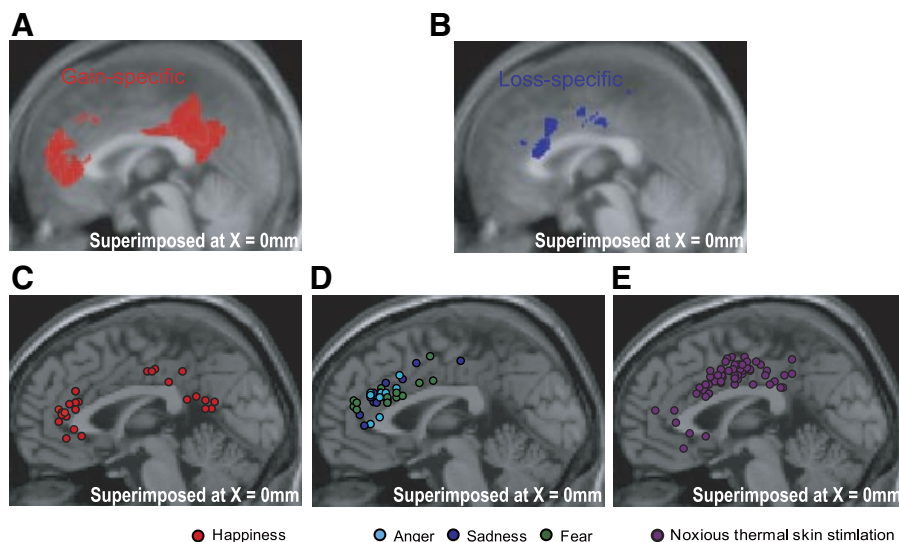 A
B
Gain-specific
Loss-specific
Superimposed at X = 0mm
Superimposed at X = 0mm
C
D
E
Superimposed at X = 0mm
Superimposed at X = 0mm
Superimposed at X = 0mm
Happiness
Anger
Sadness
Fear
Noxious thermal skin stimlation